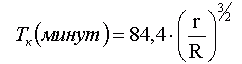 Tк(минут) = 84,4 · (r/R)^3/2